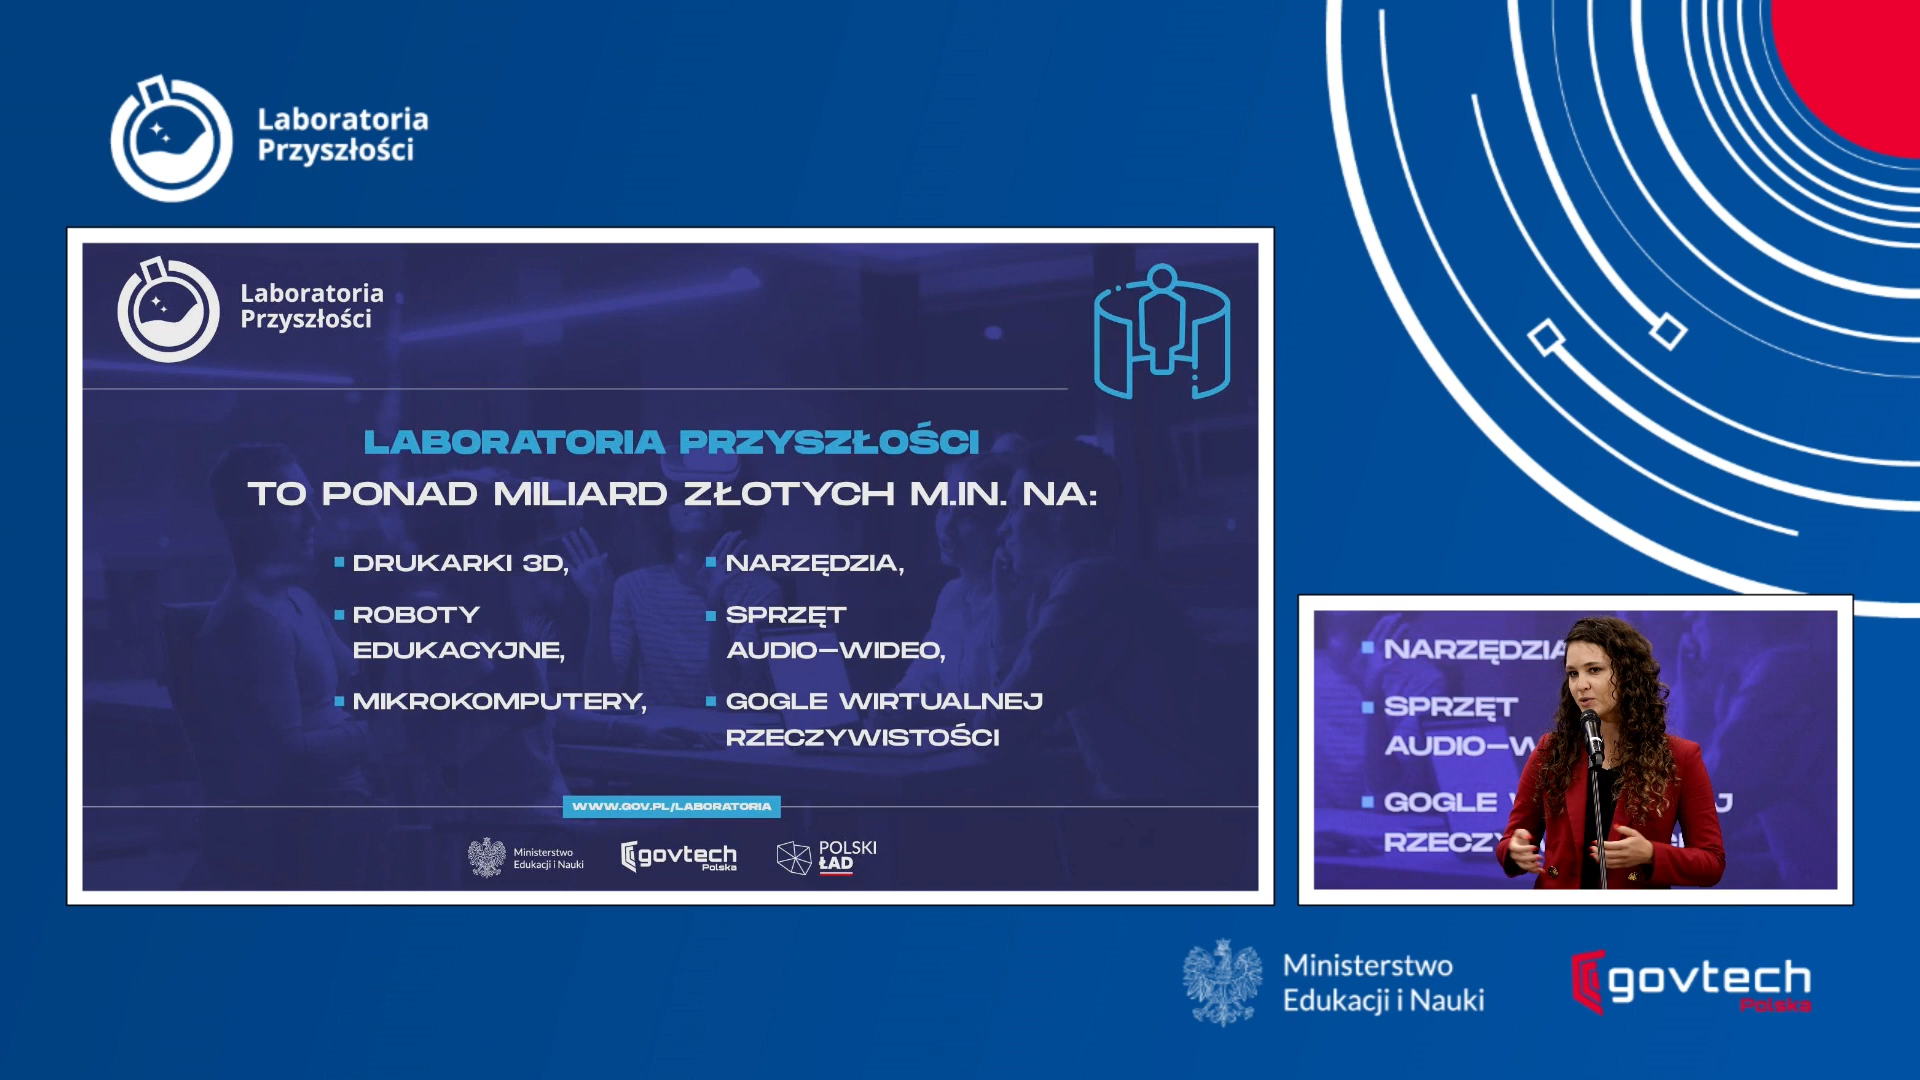 Laboratoria
Przyszłości
Laboratoria
Przyszłości
LABORATORIA PRZYSZŁOŚCI
TO PONAD MILIARD ZŁOTYCH M.IN. NA:
DRUKARKI 3D,
ROBOTY
EDUKACYJNE,
MIKROKOMPUTERY,
NARZĘDZIA,
SPRZĘT
AUDIO-WIDEO,
GOGLE WIRTUALNEJ
RZECZYWISTOŚCI
WWW.GOV.PL/LABORATORIA
Ministerstwo
Edukacji i Nauki
govtech
Polska
POLSKI
ŁAD
NARZĘDZIA
SPRZĘT
AUDIO-W
GOGLE J
RZECZY
Ministerstwo
Edukacji i Nauki
govtech
Polska